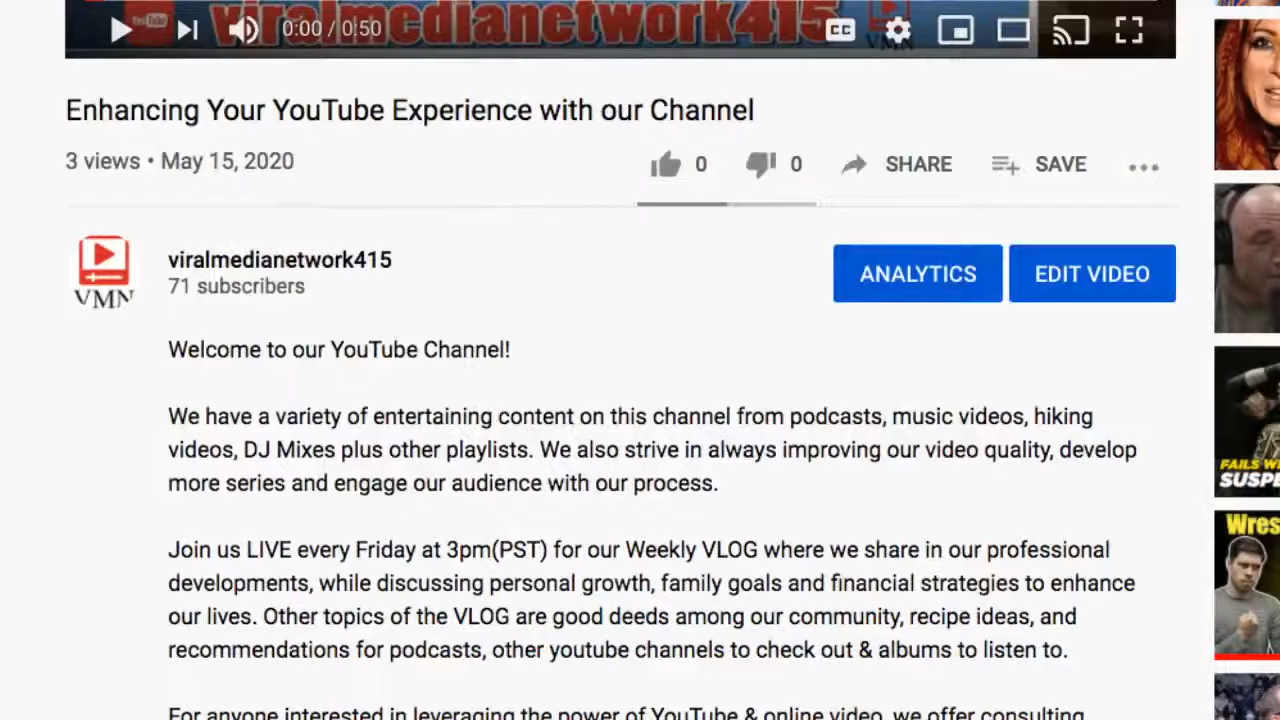 viralmedianetwork415
0:00 / 0:50
CC
Enhancing Your YouTube Experience with our Channel
3 views • May 15, 2020
0
0
SHARE
SAVE
viralmedianetwork415
71 subscribers
VMN
ANALYTICS
EDIT VIDEO
Welcome to our YouTube Channel!
We have a variety of entertaining content on this channel from podcasts, music videos, hiking
videos, DJ Mixes plus other playlists. We also strive in always improving our video quality, develop
more series and engage our audience with our process.
Join us LIVE every Friday at 3pm(PST) for our Weekly VLOG where we share in our professional
developments, while discussing personal growth, family goals and financial strategies to enhance
our lives. Other topics of the VLOG are good deeds among our community, recipe ideas, and
recommendations for podcasts, other youtube channels to check out & albums to listen to.
For anyone interested in leveraging the power of YouTube & online video, we offer consulting
FAILS W
SUSP
Wres